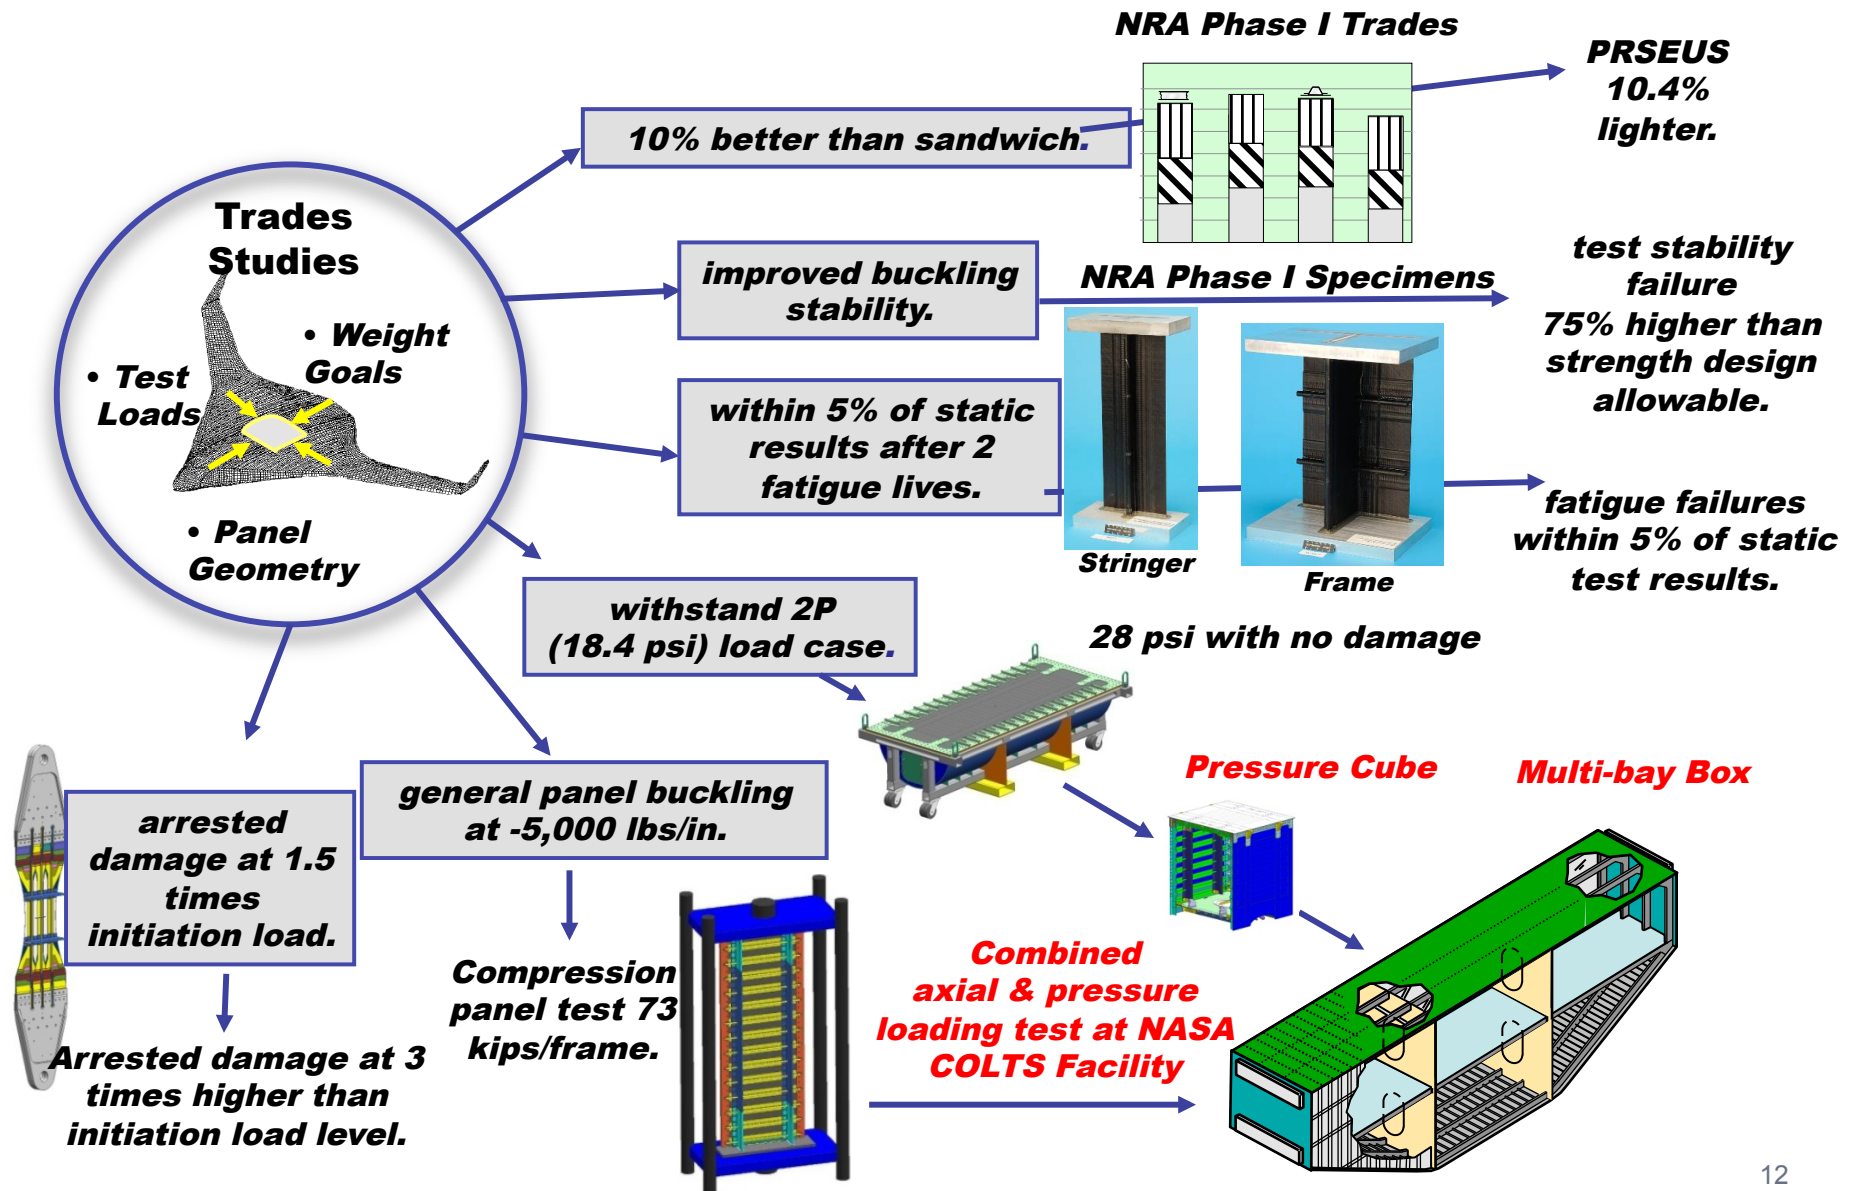 NRA Phase I Trades
PRSEUS
10.4%
lighter.
10% better than sandwich.
Trades
Studies
• Weight
Goals
• Test
Loads
• Panel
Geometry
improved buckling
stability.
NRA Phase I Specimens
test stability
failure
75% higher than
strength design
allowable.
within 5% of static
results after 2
fatigue lives.
Stringer
Frame
fatigue failures
within 5% of static
test results.
withstand 2P
(18.4 psi) load case.
28 psi with no damage
Pressure Cube
Multi-bay Box
general panel buckling
at -5,000 lbs/in.
arrested
damage at 1.5
times
initiation load.
Compression
panel test 73
kips/frame.
Combined
axial & pressure
loading test at NASA
COLTS Facility
Arrested damage at 3
times higher than
initiation load level.
12